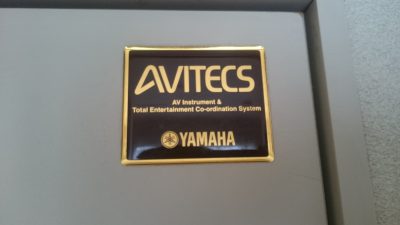 AVITECS
AV Instrument &
Total Entertainment Co-ordination System
YAMAHA